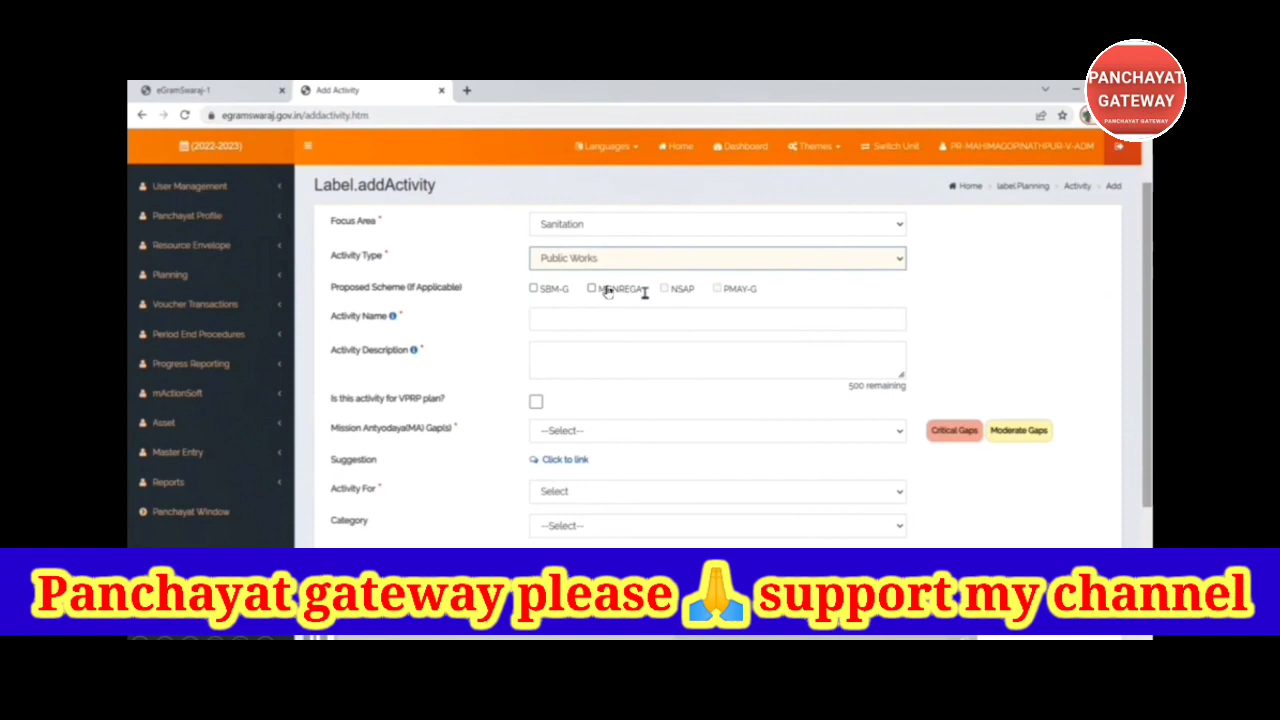 PANCHAYAT
GATEWAY
PANCHAYAT GATEWAY
eGramSwaraj-1
Add Activity
egramswaraj.gov.in/addactivity.htm
(2022-2023)
Languages
Home
Dashboard
Themes
Switch Unit
PR-MAHIMAGOPINATHPUR-V-ADM
User Management
Panchayat Profile
Resource Envelope
Planning
Voucher Transactions
Period End Procedures
Progress Reporting
mActionSoft
Asset
Master Entry
Reports
Panchayat Window
Label.addActivity
Home
label.Planning
Activity
Add
Focus Area *
Sanitation
Activity Type *
Public Works
Proposed Scheme (If Applicable)
SBM-G
NSAP
PMAY-G
Activity Name *
Activity Description *
500 remaining
Is this activity for VPRP plan?
Mission Antyodaya(MA) Gap(s) *
--Select--
Critical Gaps
Moderate Gaps
Suggestion
Click to link
Activity For *
Select
Category
--Select--
Panchayat gateway please 🙏 support my channel